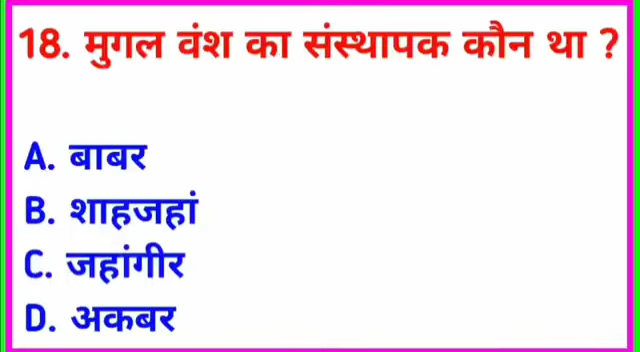 18. मुगल वंश का संस्थापक कौन था ?
A. बाबर
B. शाहजहां
C. जहांगीर
D. अकबर